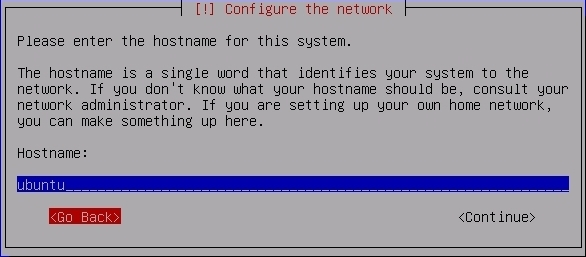 [!] Configure the network
Please enter the hostname for this system.
The hostname is a single word that identifies your system to the
network. If you don't know what your hostname should be, consult your
network administrator. If you are setting up your own home network,
you can make something up here.
Hostname:
ubuntu
<Go Back> <Continue>